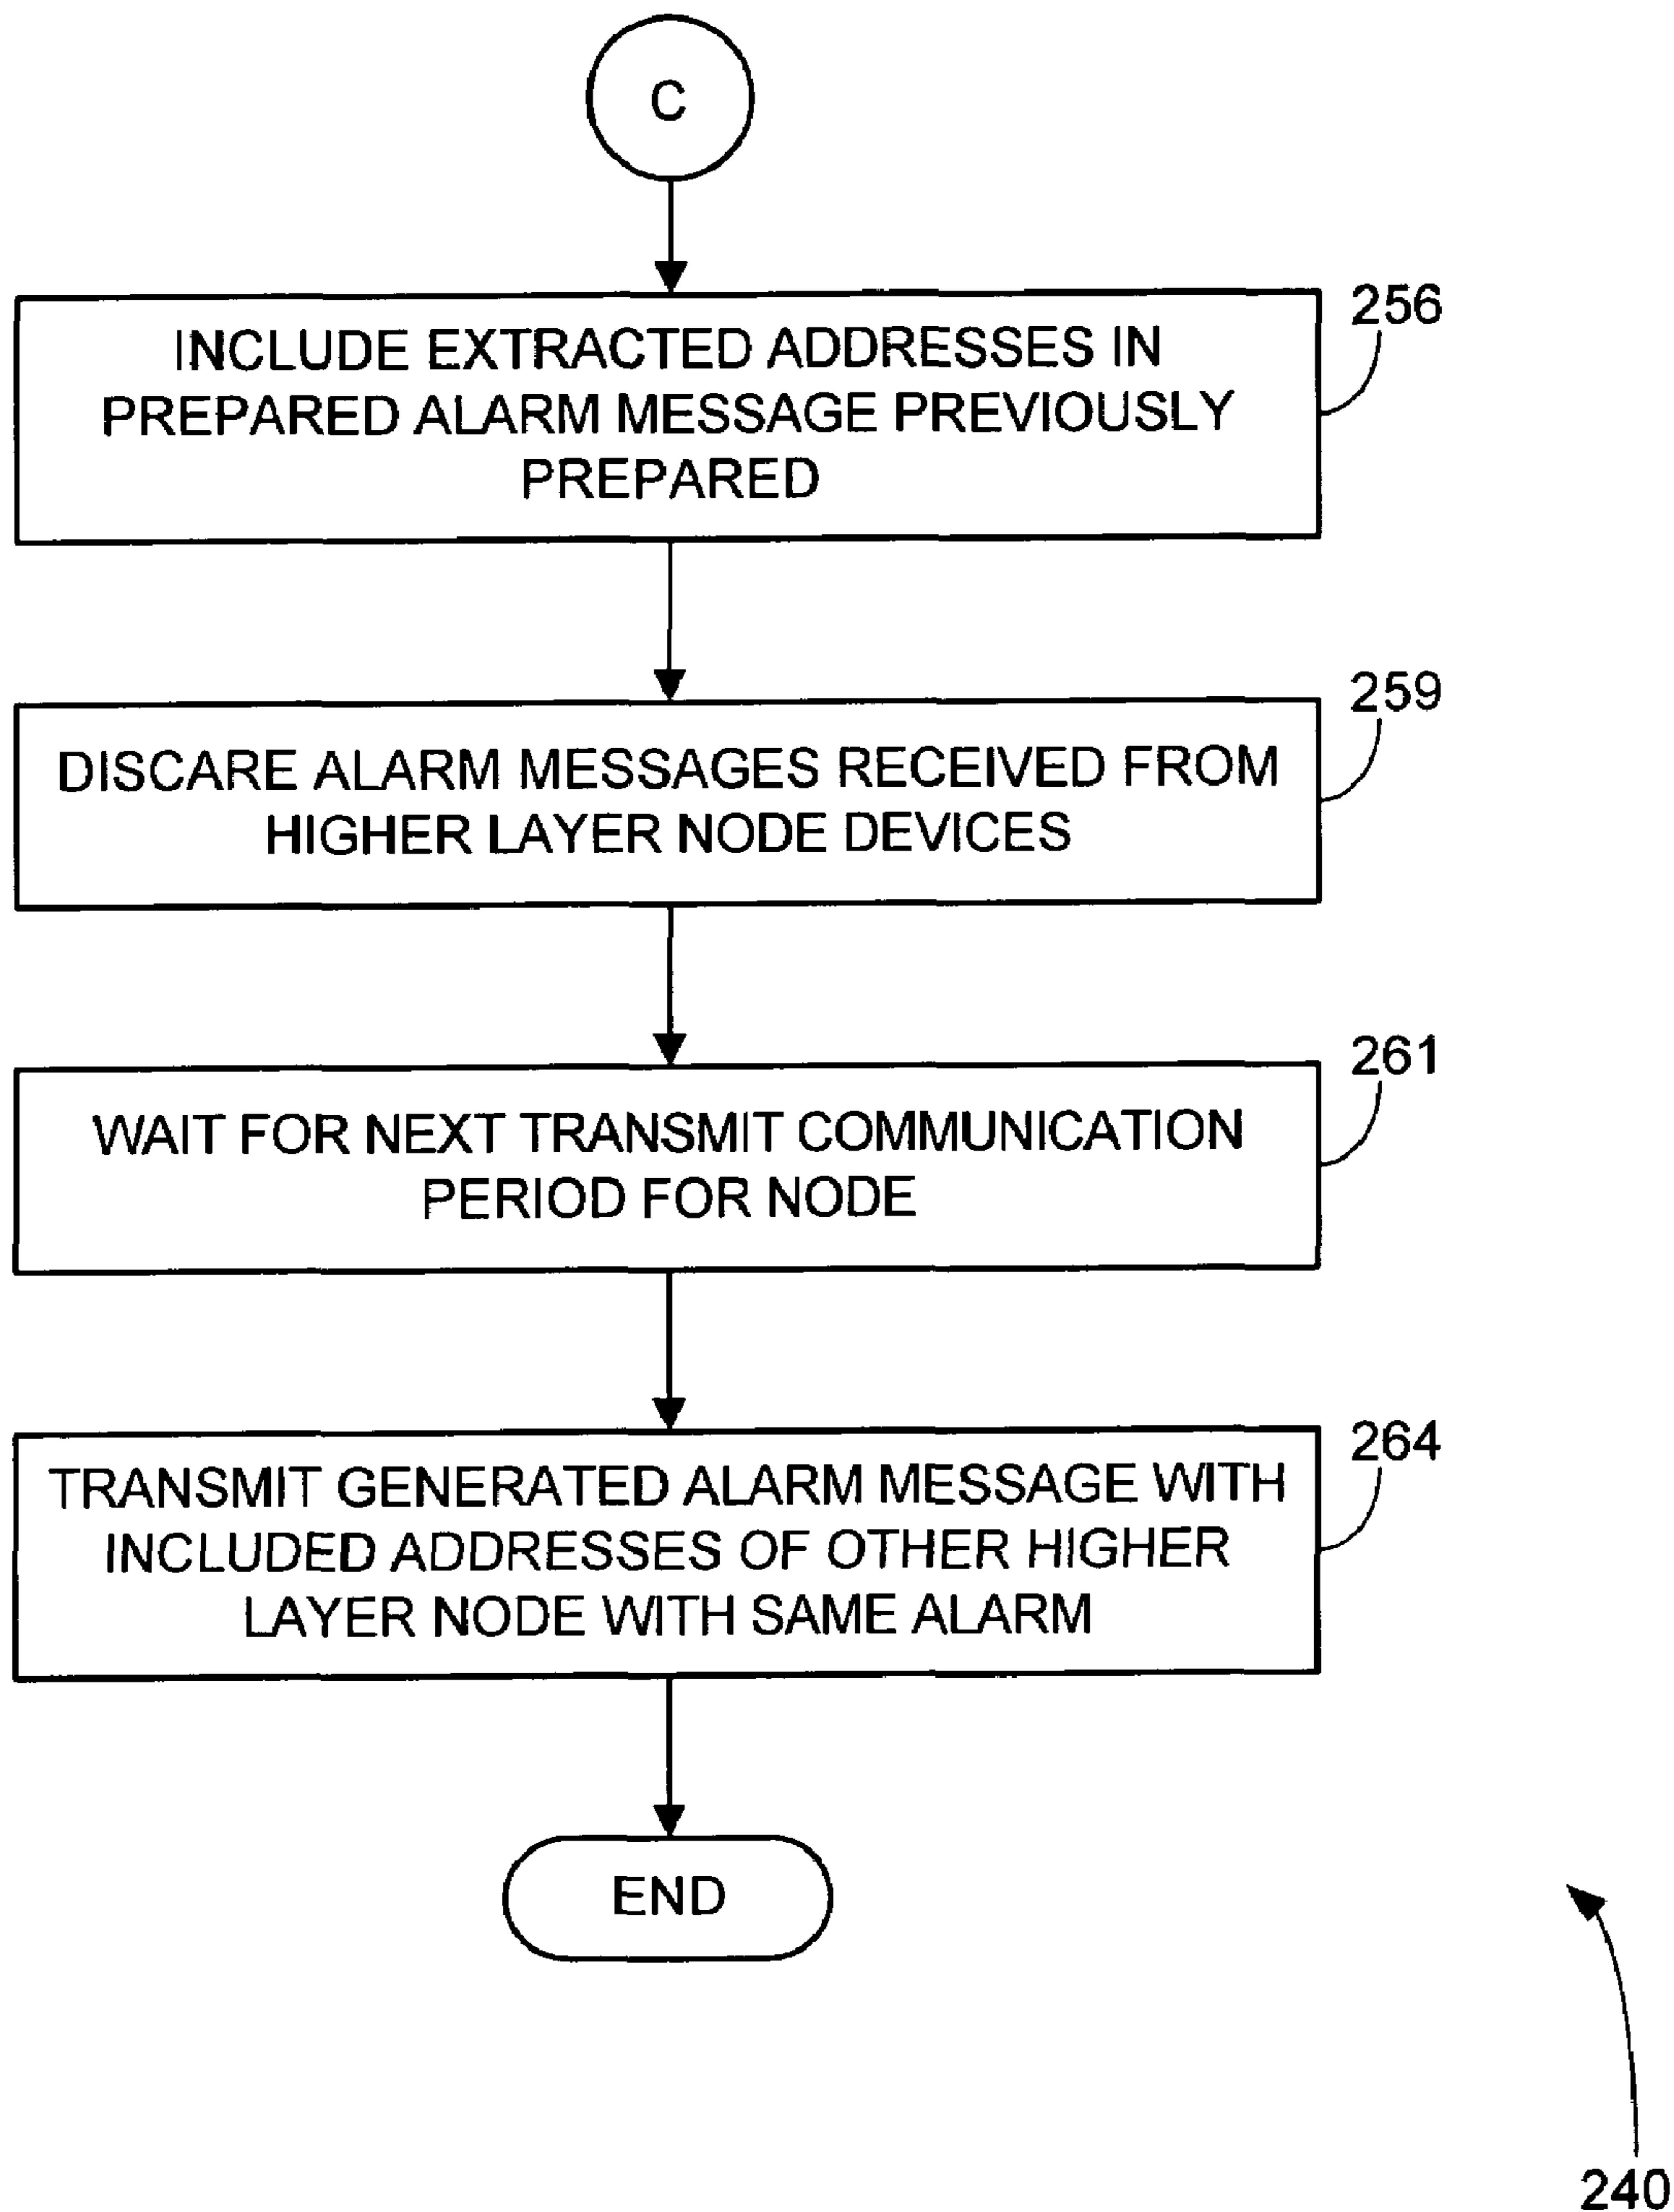 C
256
INCLUDE EXTRACTED ADDRESSES IN
PREPARED ALARM MESSAGE PREVIOUSLY
PREPARED
259
DISCARE ALARM MESSAGES RECEIVED FROM
HIGHER LAYER NODE DEVICES
261
WAIT FOR NEXT TRANSMIT COMMUNICATION
PERIOD FOR NODE
264
TRANSMIT GENERATED ALARM MESSAGE WITH
INCLUDED ADDRESSES OF OTHER HIGHER
LAYER NODE WITH SAME ALARM
END
240